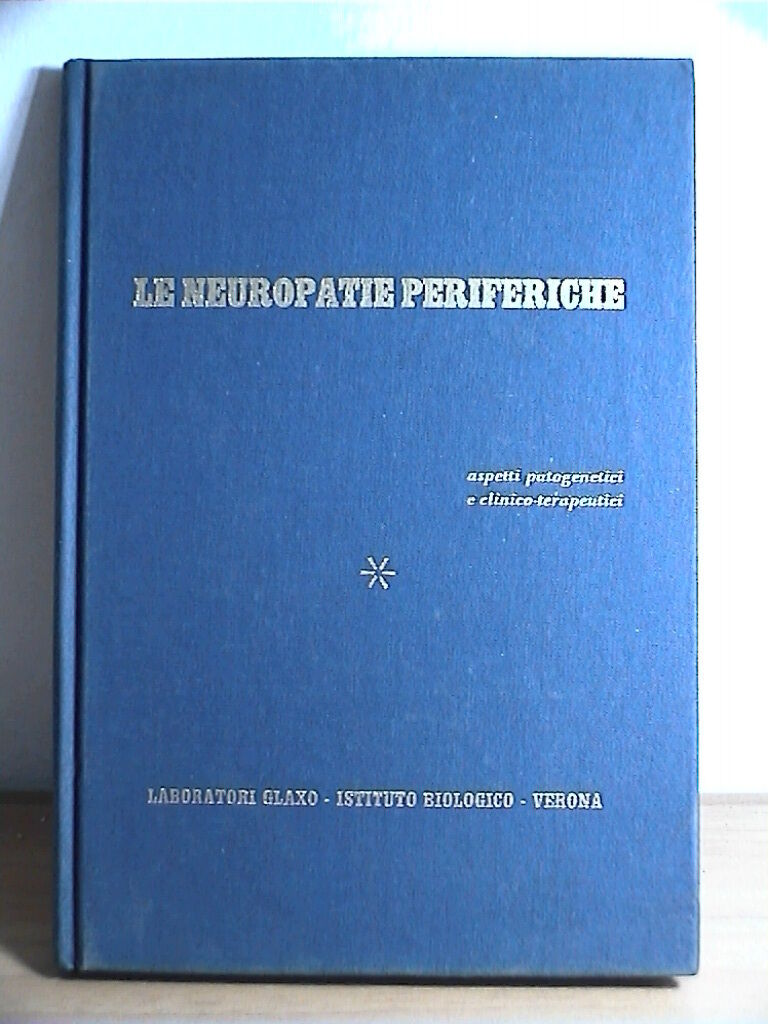 LE NEUROPATIE PERIFERICHE
aspetti patogenetici
e clinico-terapeutici
LABORATORI GLAXO - ISTITUTO BIOLOGICO - VERONA